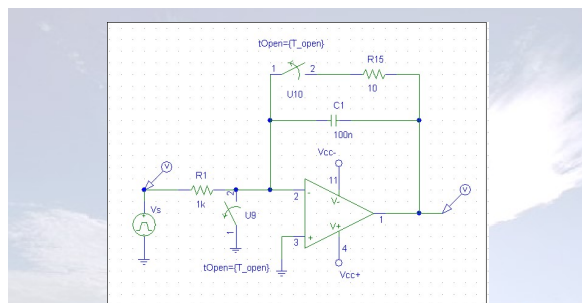 tOpen={T_open}
R15
1
2
U10
10
C1
100n
Vcc-
R1
11
V
V
2
-
V-
Vs
1k
2
U9
1
V+
1
+
3
4
tOpen={T_open}
Vcc+